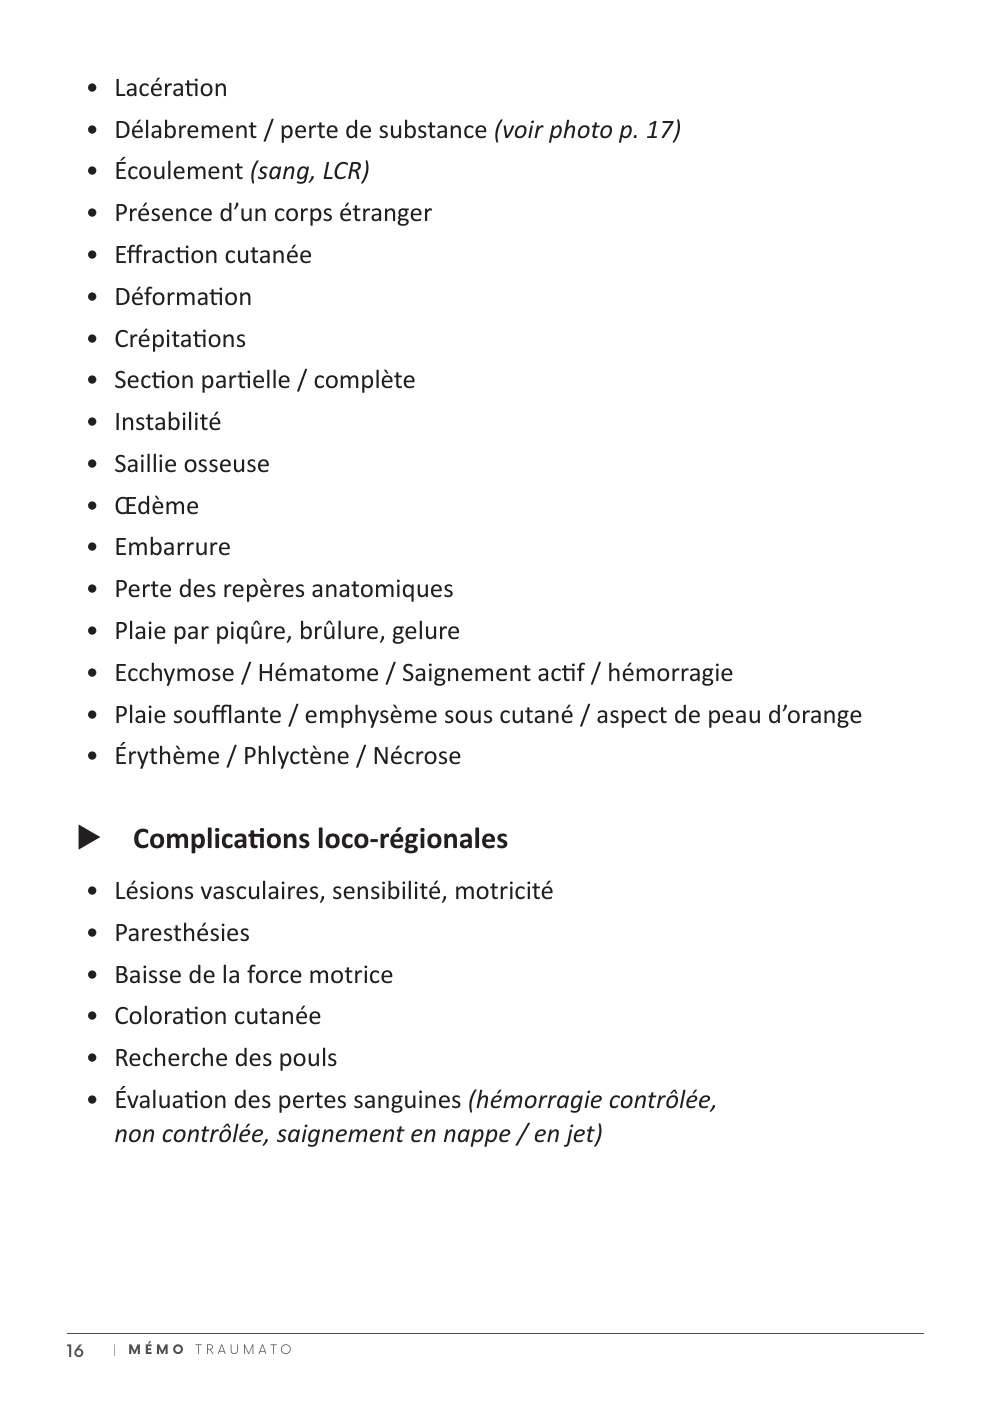 • Lacération
• Délabrement / perte de substance (voir photo p. 17)
• Écoulement (sang, LCR)
• Présence d’un corps étranger
• Effraction cutanée
• Déformation
• Crépitations
• Section partielle / complète
• Instabilité
• Saillie osseuse
• Œdème
• Embarrure
• Perte des repères anatomiques
• Plaie par piqûre, brûlure, gelure
• Ecchymose / Hématome / Saignement actif / hémorragie
• Plaie soufflante / emphysème sous cutané / aspect de peau d’orange
• Érythème / Phlyctène / Nécrose
▶ Complications loco-régionales
• Lésions vasculaires, sensibilité, motricité
• Paresthésies
• Baisse de la force motrice
• Coloration cutanée
• Recherche des pouls
• Évaluation des pertes sanguines (hémorragie contrôlée,
non contrôlée, saignement en nappe / en jet)
16 | MÉMO TRAUMATO